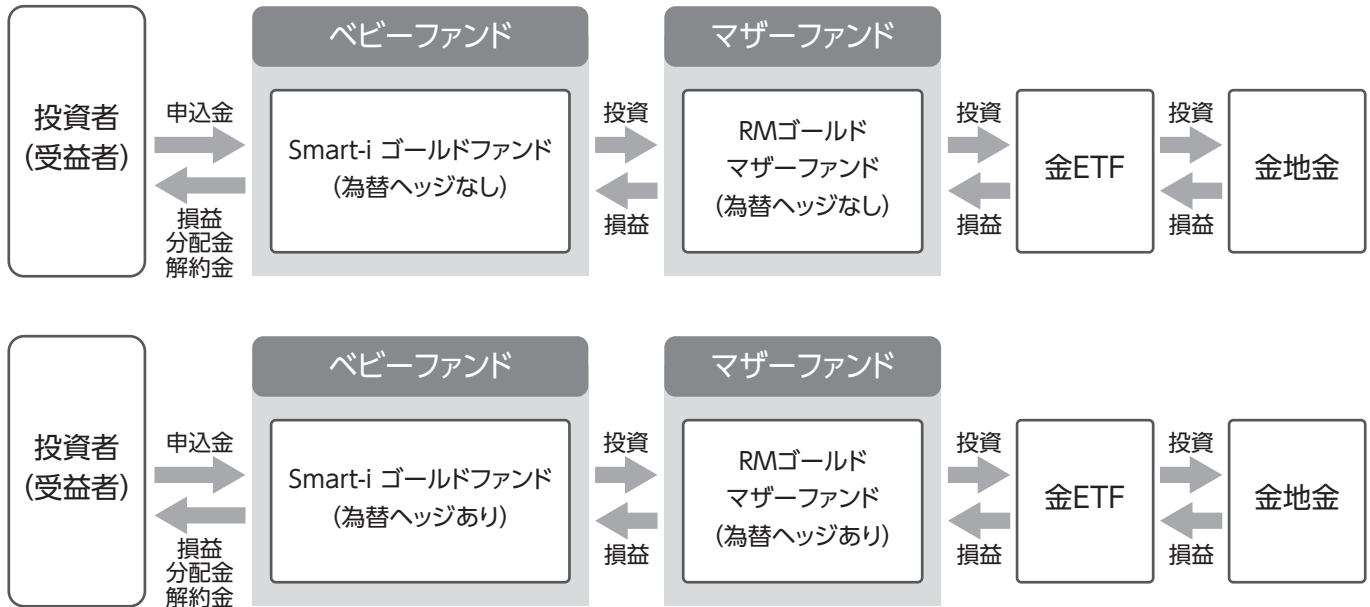 ベビーファンド
マザーファンド
投資者
(受益者)
申込金
損益
分配金
解約金
Smart-i ゴールドファンド
(為替ヘッジなし)
投資
損益
RMゴールド
マザーファンド
(為替ヘッジなし)
投資
損益
金ETF
投資
損益
金地金
ベビーファンド
マザーファンド
投資者
(受益者)
申込金
損益
分配金
解約金
Smart-i ゴールドファンド
(為替ヘッジあり)
投資
損益
RMゴールド
マザーファンド
(為替ヘッジあり)
投資
損益
金ETF
投資
損益
金地金